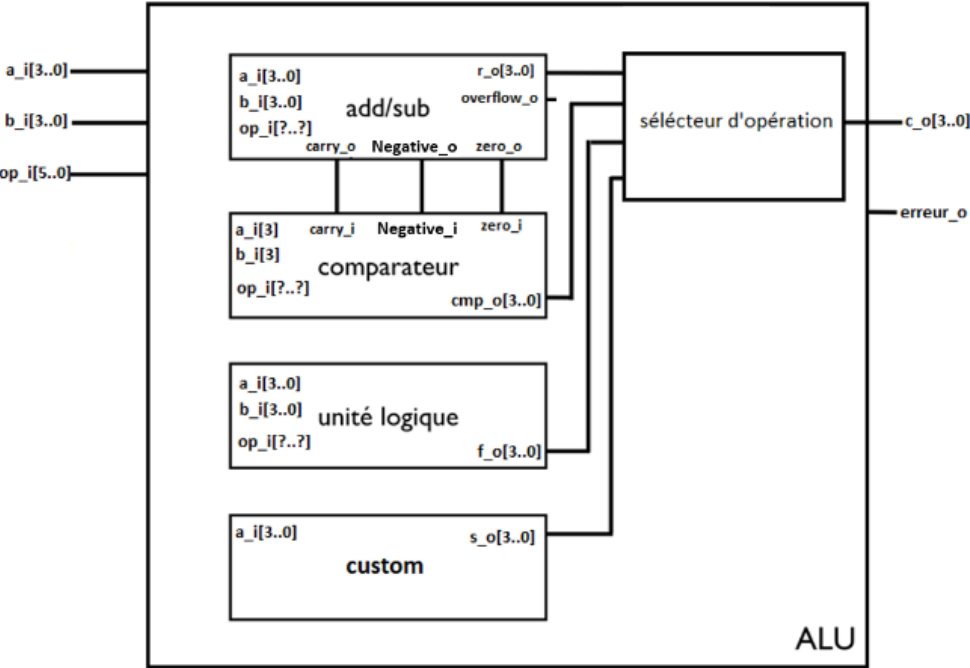 a_i[3..0]
b_i[3..0]
op_i[5..0]
a_i[3..0]
b_i[3..0]
op_i[?..?]
add/sub
r_o[3..0]
overflow_o
carry_o Negative_o zero_o
a_i[3]
b_i[3]
op_i[?..?]
carry_i Negative_i zero_i
comparateur
cmp_o[3..0]
a_i[3..0]
b_i[3..0]
op_i[?..?]
unité logique
f_o[3..0]
a_i[3..0]
s_o[3..0]
custom
sélécteur d'opération
c_o[3..0]
erreur_o
ALU